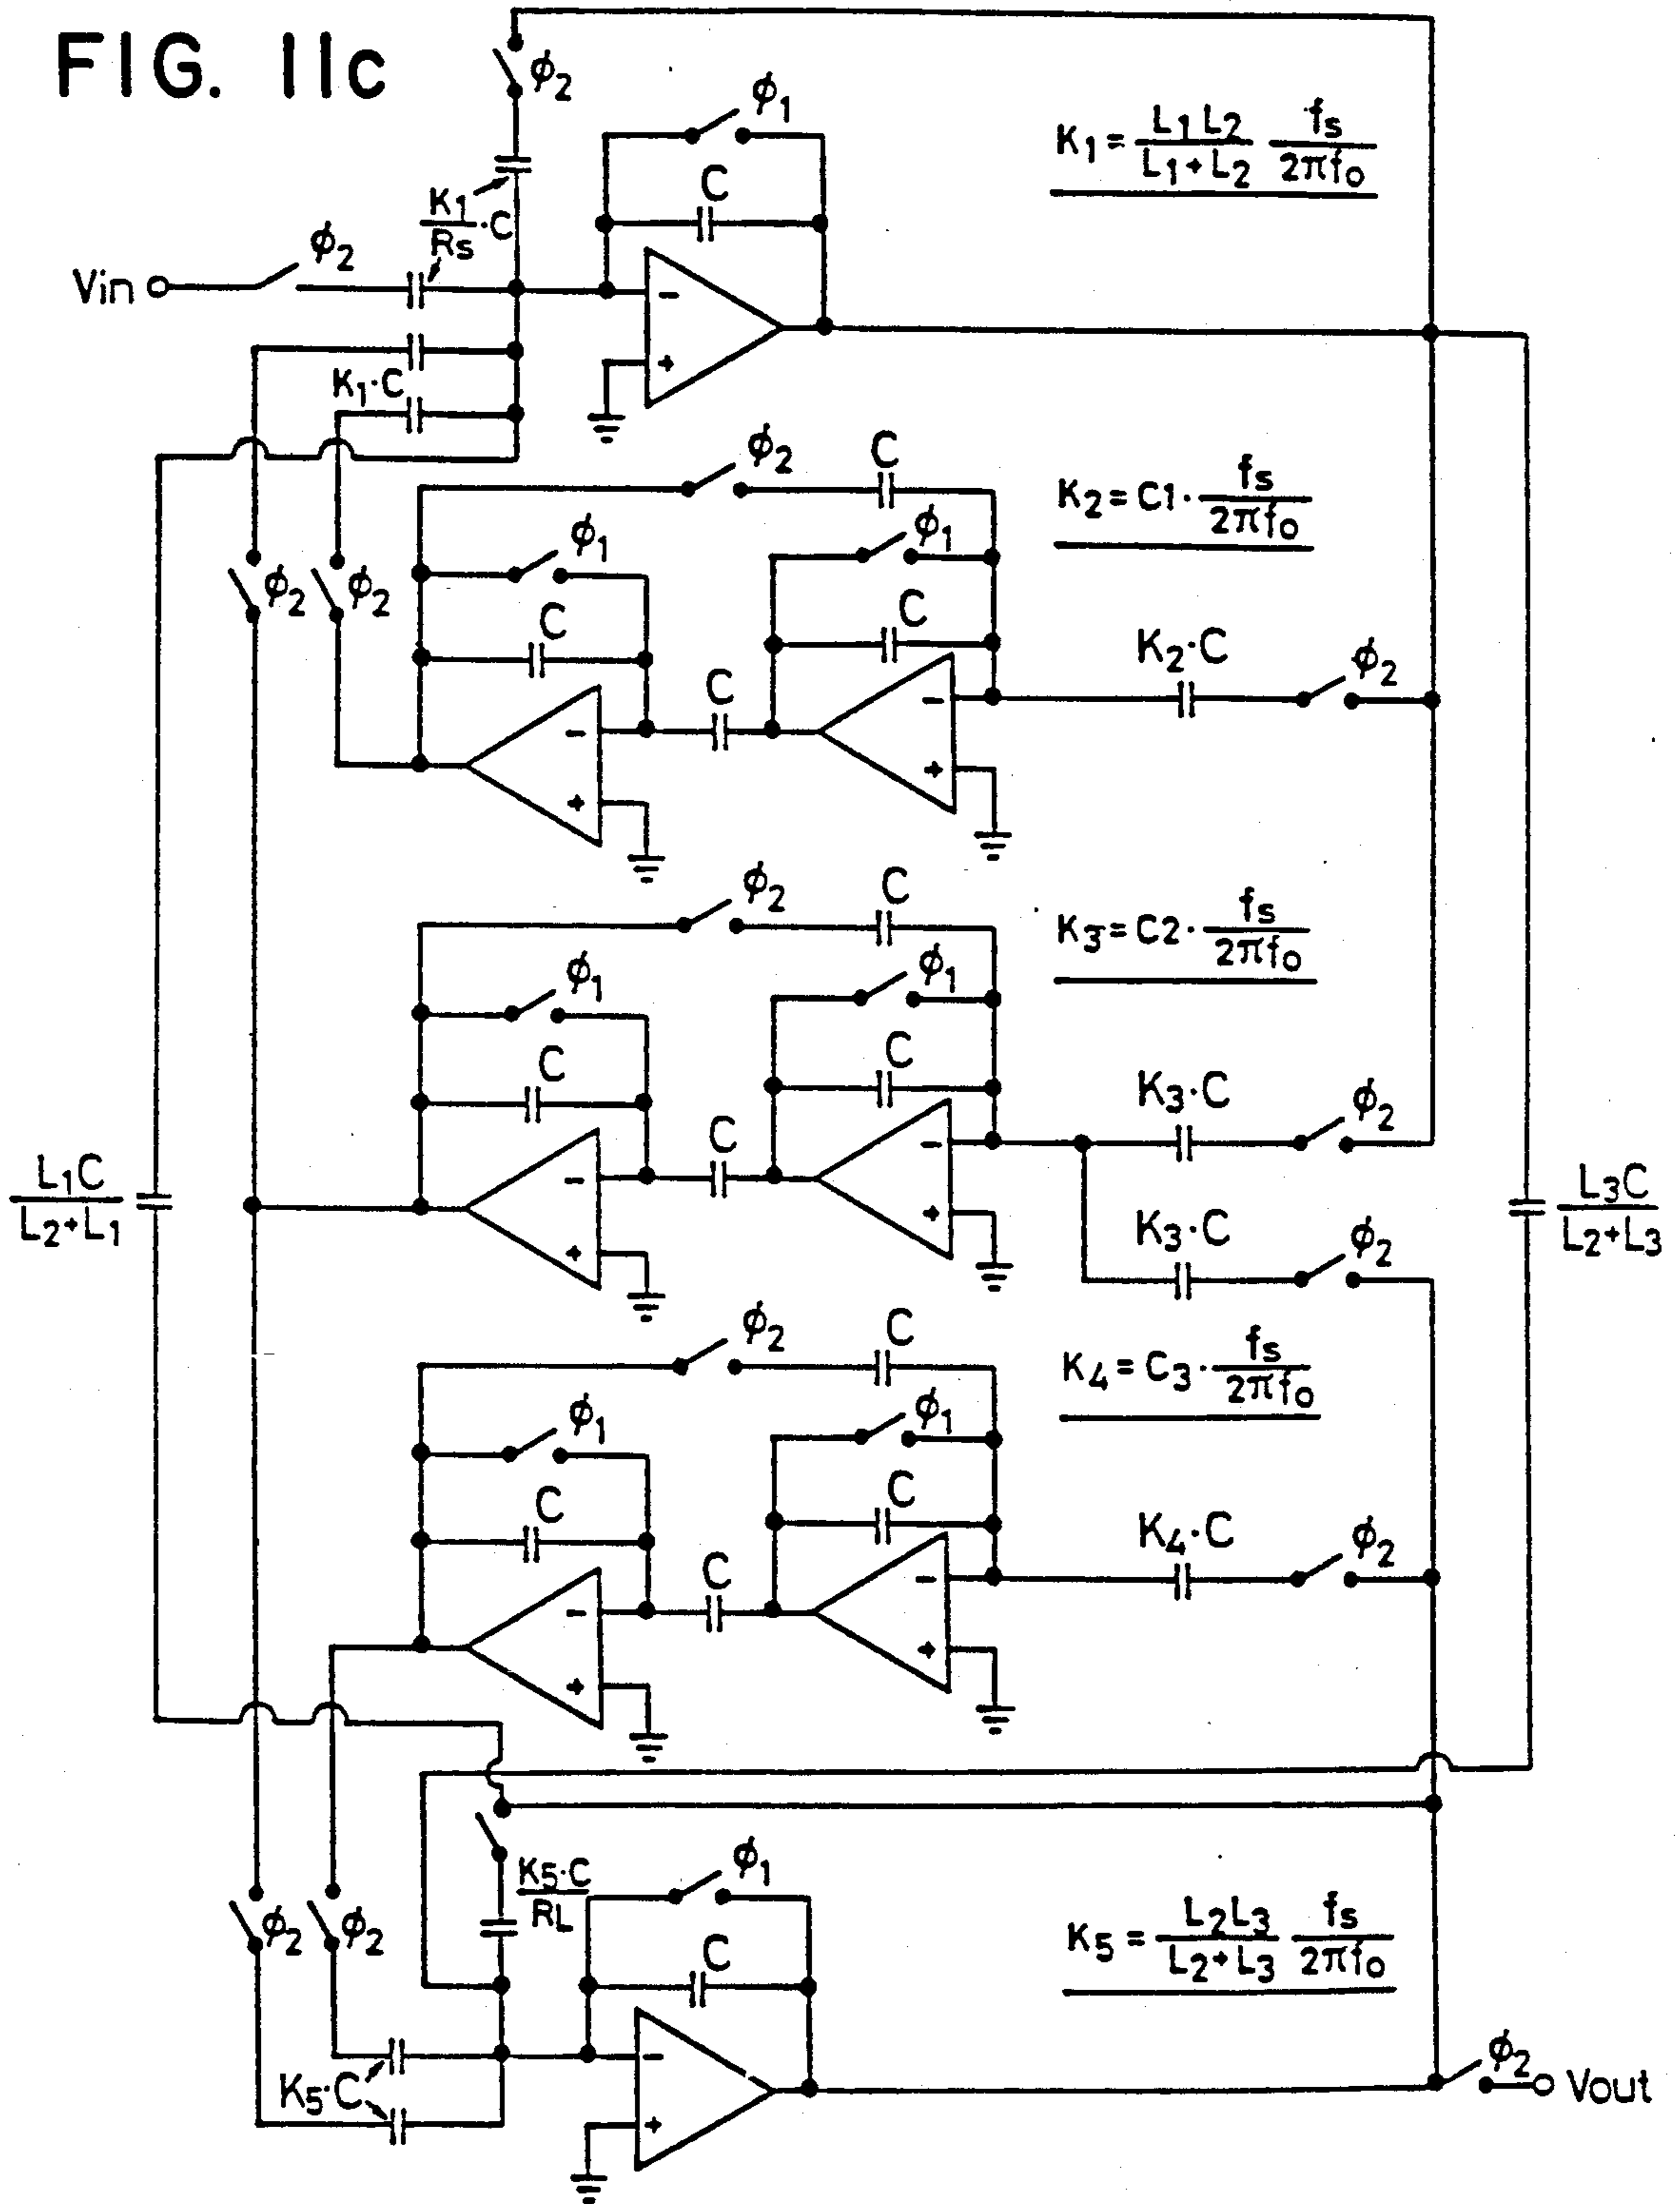 FIG. 11c
ϕ2
ϕ1
K1 = L1 L2 / L1 + L2 fs / 2πfo
C
K1 / Rs · C
ϕ2
Vin
- 
+
K1·C
ϕ2
C
K2 = C1 · fs / 2πfo
ϕ1
ϕ1
ϕ2
ϕ2
C
C
K2·C
ϕ2
C
-
-
+
+
ϕ2
C
K3 = C2 · fs / 2πfo
ϕ1
ϕ1
C
C
K3·C
ϕ2
C
-
-
L1C / L2+L1
+
+
K3·C
ϕ2
L3C / L2+L3
ϕ2
C
K4 = C3 · fs / 2πfo
ϕ1
ϕ1
C
C
K4·C
ϕ2
C
-
-
+
+
K5·C / RL
ϕ1
ϕ2
ϕ2
C
K5 = L2L3 / L2+L3 fs / 2πfo
-
K5·C
+
ϕ2
Vout